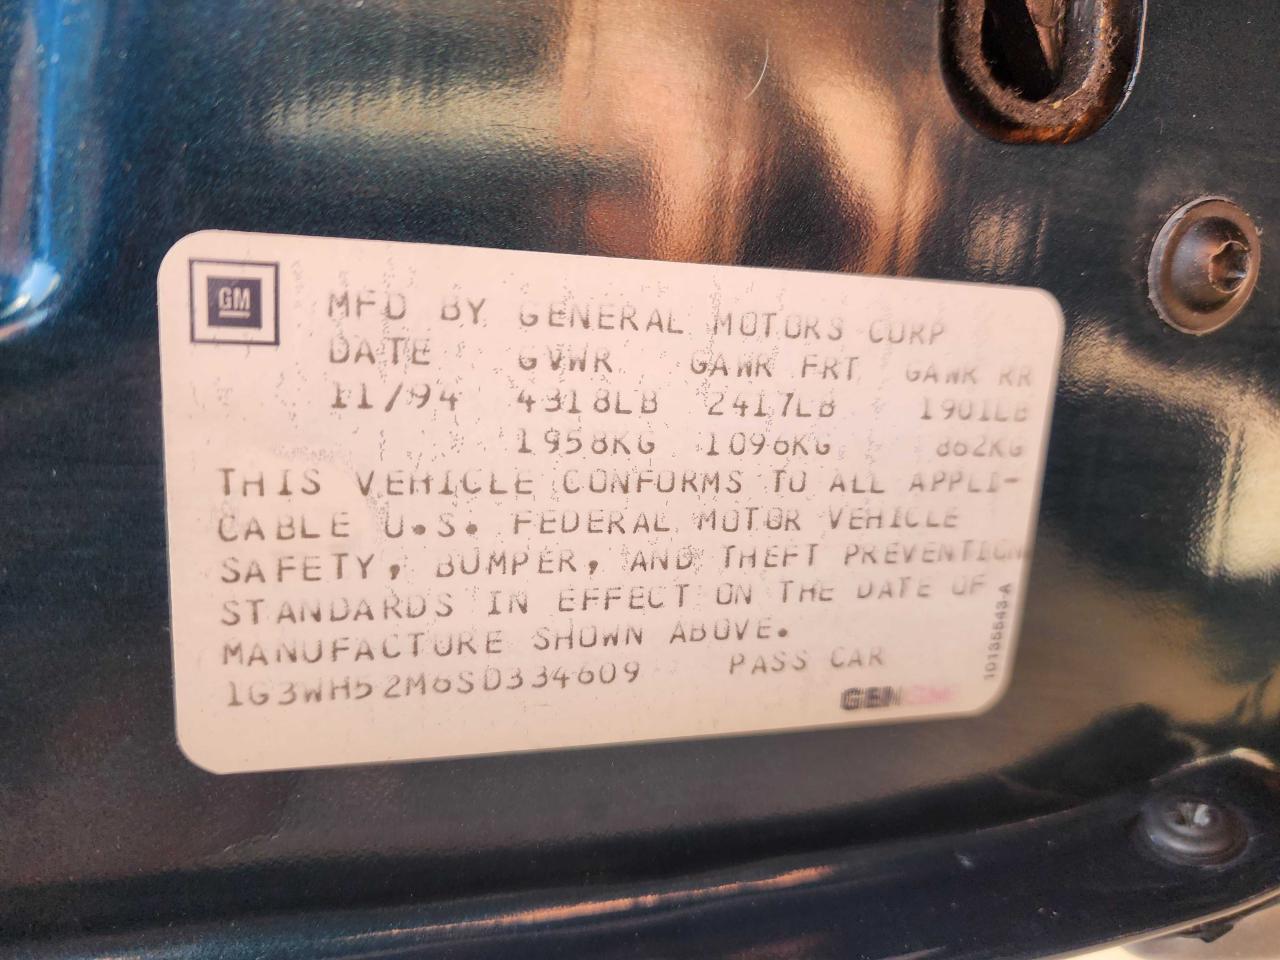 GM
MFD BY GENERAL MOTORS CORP
DATE GVWR GAWR FRT GAWR RR
11/94 4318LB 2417LB 1901LB
1958KG 1096KG 862KG
THIS VEHICLE CONFORMS TO ALL APPLI-
CABLE U.S. FEDERAL MOTOR VEHICLE
SAFETY, BUMPER, AND THEFT PREVENTION
STANDARDS IN EFFECT ON THE DATE OF
MANUFACTURE SHOWN ABOVE.
1G3WH52M6SD334609 PASS CAR
10135543-A